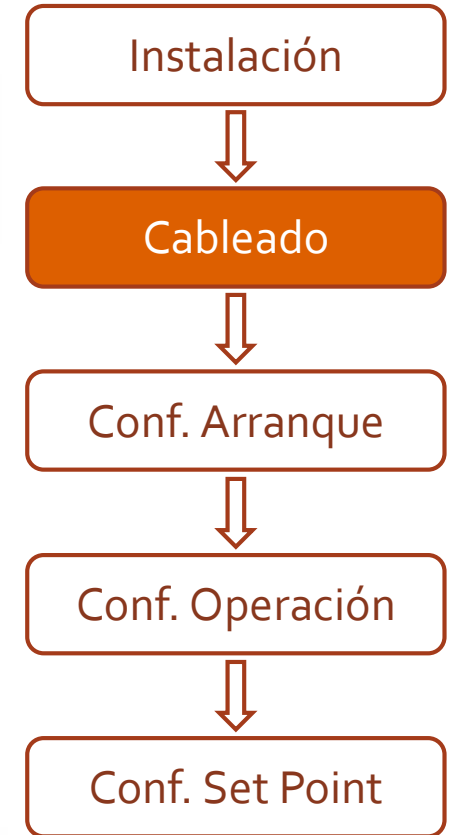 Instalación
Cableado
Conf. Arranque
Conf. Operación
Conf. Set Point